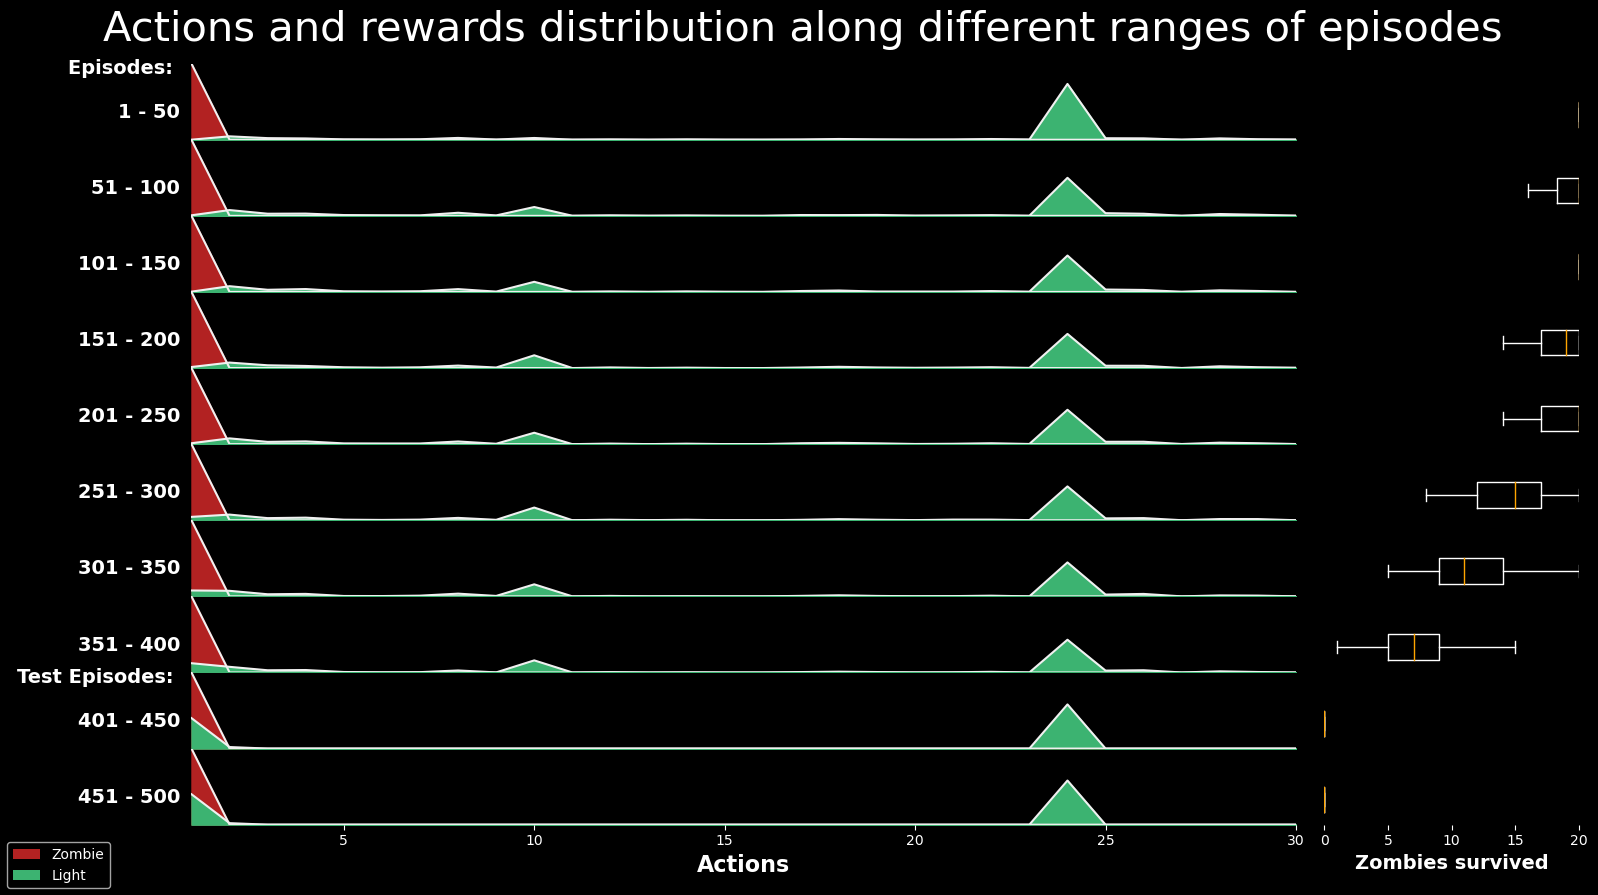 Actions and rewards distribution along different ranges of episodes
Episodes:
1 - 50
51 - 100
101 - 150
151 - 200
201 - 250
251 - 300
301 - 350
351 - 400
Test Episodes:
401 - 450
451 - 500
5 10 15 20 25 30 0 5 10 15 20
Actions
Zombies survived
Zombie
Light